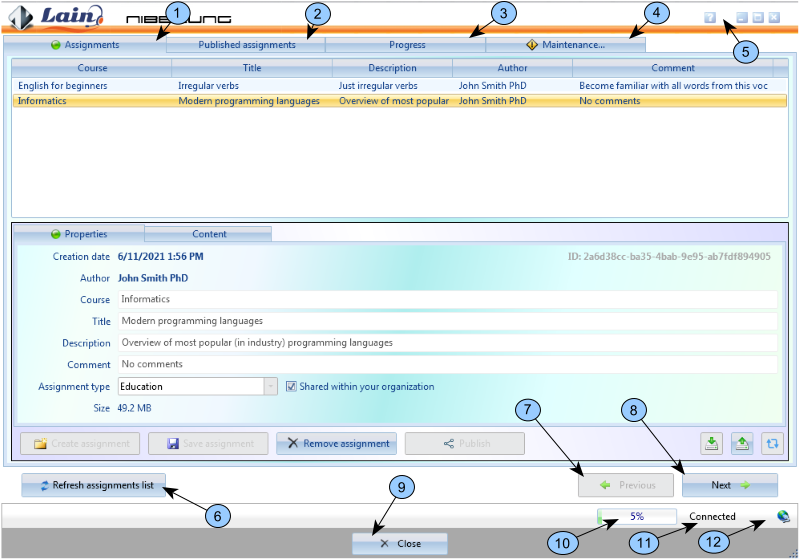 Lain
NIBELUNG
1
2
3
4
?
5
Assignments
Published assignments
Progress
Maintenance...
Course
Title
Description
Author
Comment
English for beginners
Irregular verbs
Just irregular verbs
John Smith PhD
Become familiar with all words from this voc
Informatics
Modern programming languages
Overview of most popular
John Smith PhD
No comments
Properties
Content
Creation date 6/11/2021 1:56 PM
ID: 2a6d38cc-ba35-4bab-9e95-ab7fdf894905
Author John Smith PhD
Course Informatics
Title Modern programming languages
Description Overview of most popular (in industry) programming languages
Comment No comments
Assignment type Education
Shared within your organization
Size 49.2 MB
7
8
Create assignment
Save assignment
Remove assignment
Publish
Refresh assignments list
Previous
Next
6
9
5%
Connected
10
11
12
Close